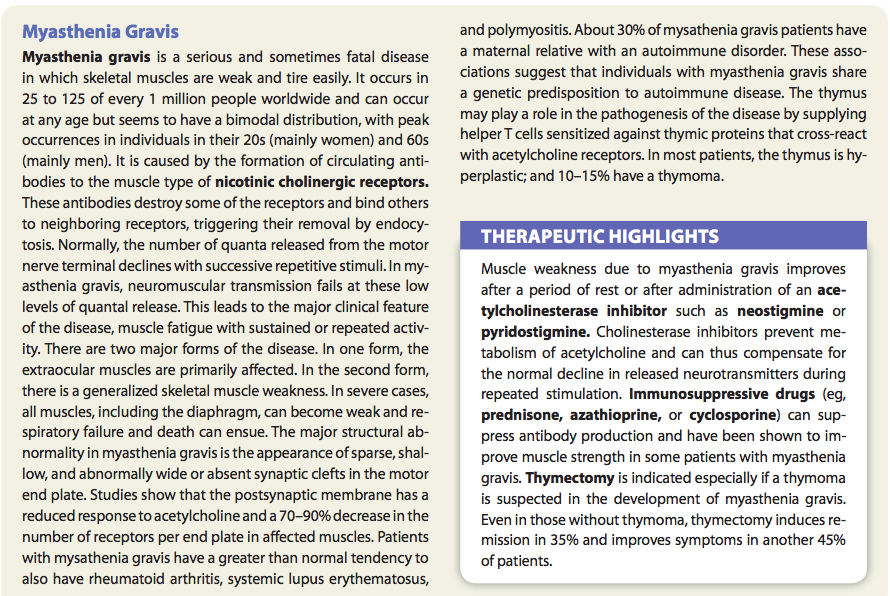 Myasthenia Gravis
Myasthenia gravis is a serious and sometimes fatal disease
in which skeletal muscles are weak and tire easily. It occurs in
25 to 125 of every 1 million people worldwide and can occur
at any age but seems to have a bimodal distribution, with peak
occurrences in individuals in their 20s (mainly women) and 60s
(mainly men). It is caused by the formation of circulating anti-
bodies to the muscle type of nicotinic cholinergic receptors.
These antibodies destroy some of the receptors and bind others
to neighboring receptors, triggering their removal by endocy-
tosis. Normally, the number of quanta released from the motor
nerve terminal declines with successive repetitive stimuli. In my-
asthenia gravis, neuromuscular transmission fails at these low
levels of quantal release. This leads to the major clinical feature
of the disease, muscle fatigue with sustained or repeated activ-
ity. There are two major forms of the disease. In one form, the
extraocular muscles are primarily affected. In the second form,
there is a generalized skeletal muscle weakness. In severe cases,
all muscles, including the diaphragm, can become weak and re-
spiratory failure and death can ensue. The major structural ab-
normality in myasthenia gravis is the appearance of sparse, shal-
low, and abnormally wide or absent synaptic clefts in the motor
end plate. Studies show that the postsynaptic membrane has a
reduced response to acetylcholine and a 70–90% decrease in the
number of receptors per end plate in affected muscles. Patients
with mysathenia gravis have a greater than normal tendency to
also have rheumatoid arthritis, systemic lupus erythematosus,
and polymyositis. About 30% of mysathenia gravis patients have
a maternal relative with an autoimmune disorder. These asso-
ciations suggest that individuals with myasthenia gravis share
a genetic predisposition to autoimmune disease. The thymus
may play a role in the pathogenesis of the disease by supplying
helper T cells sensitized against thymic proteins that cross-react
with acetylcholine receptors. In most patients, the thymus is hy-
perplastic; and 10–15% have a thymoma.
THERAPEUTIC HIGHLIGHTS
Muscle weakness due to myasthenia gravis improves
after a period of rest or after administration of an ace-
tylcholinesterase inhibitor such as neostigmine or
pyridostigmine. Cholinesterase inhibitors prevent me-
tabolism of acetylcholine and can thus compensate for
the normal decline in released neurotransmitters during
repeated stimulation. Immunosuppressive drugs (eg,
prednisone, azathioprine, or cyclosporine) can sup-
press antibody production and have been shown to im-
prove muscle strength in some patients with myasthenia
gravis. Thymectomy is indicated especially if a thymoma
is suspected in the development of myasthenia gravis.
Even in those without thymoma, thymectomy induces re-
mission in 35% and improves symptoms in another 45%
of patients.